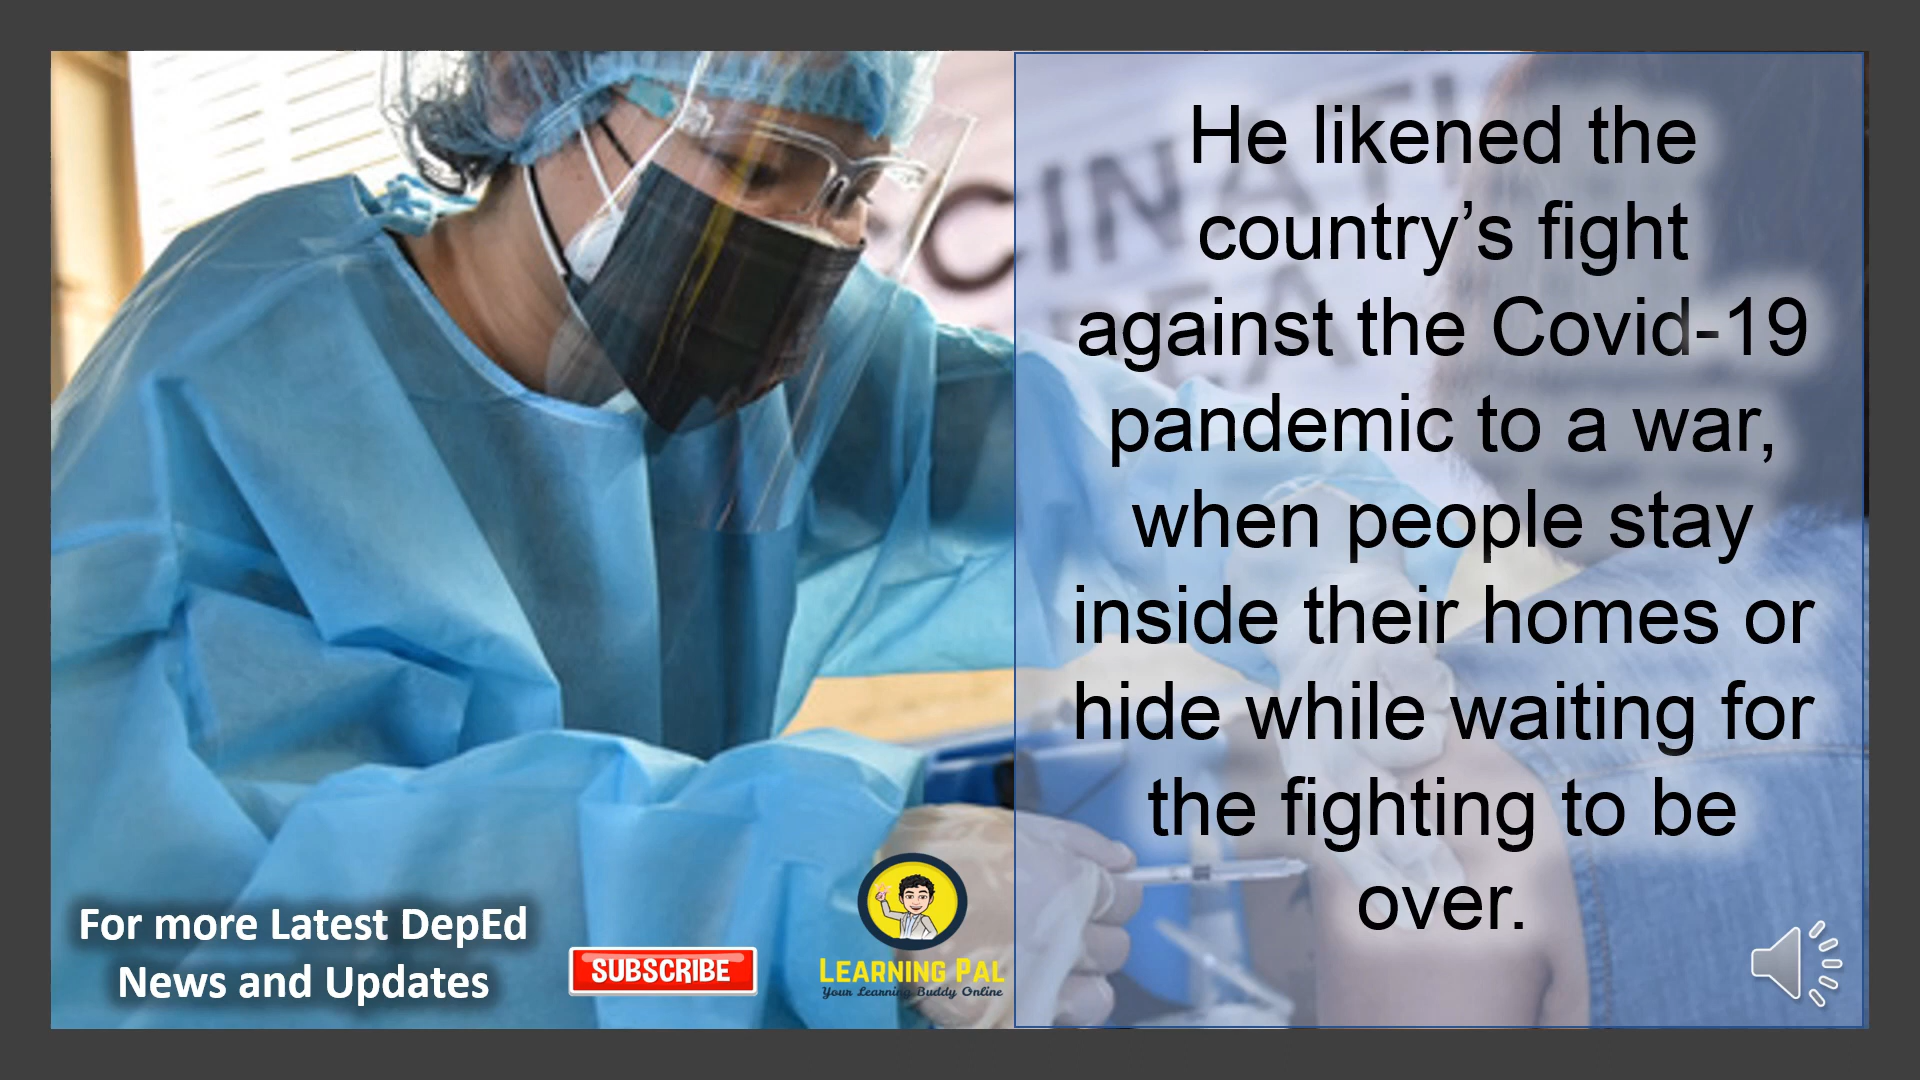 He likened the
country’s fight
against the Covid-19
pandemic to a war,
when people stay
inside their homes or
hide while waiting for
the fighting to be
over.
For more Latest DepEd
News and Updates
SUBSCRIBE
LEARNING PAL
Your Learning Buddy Online